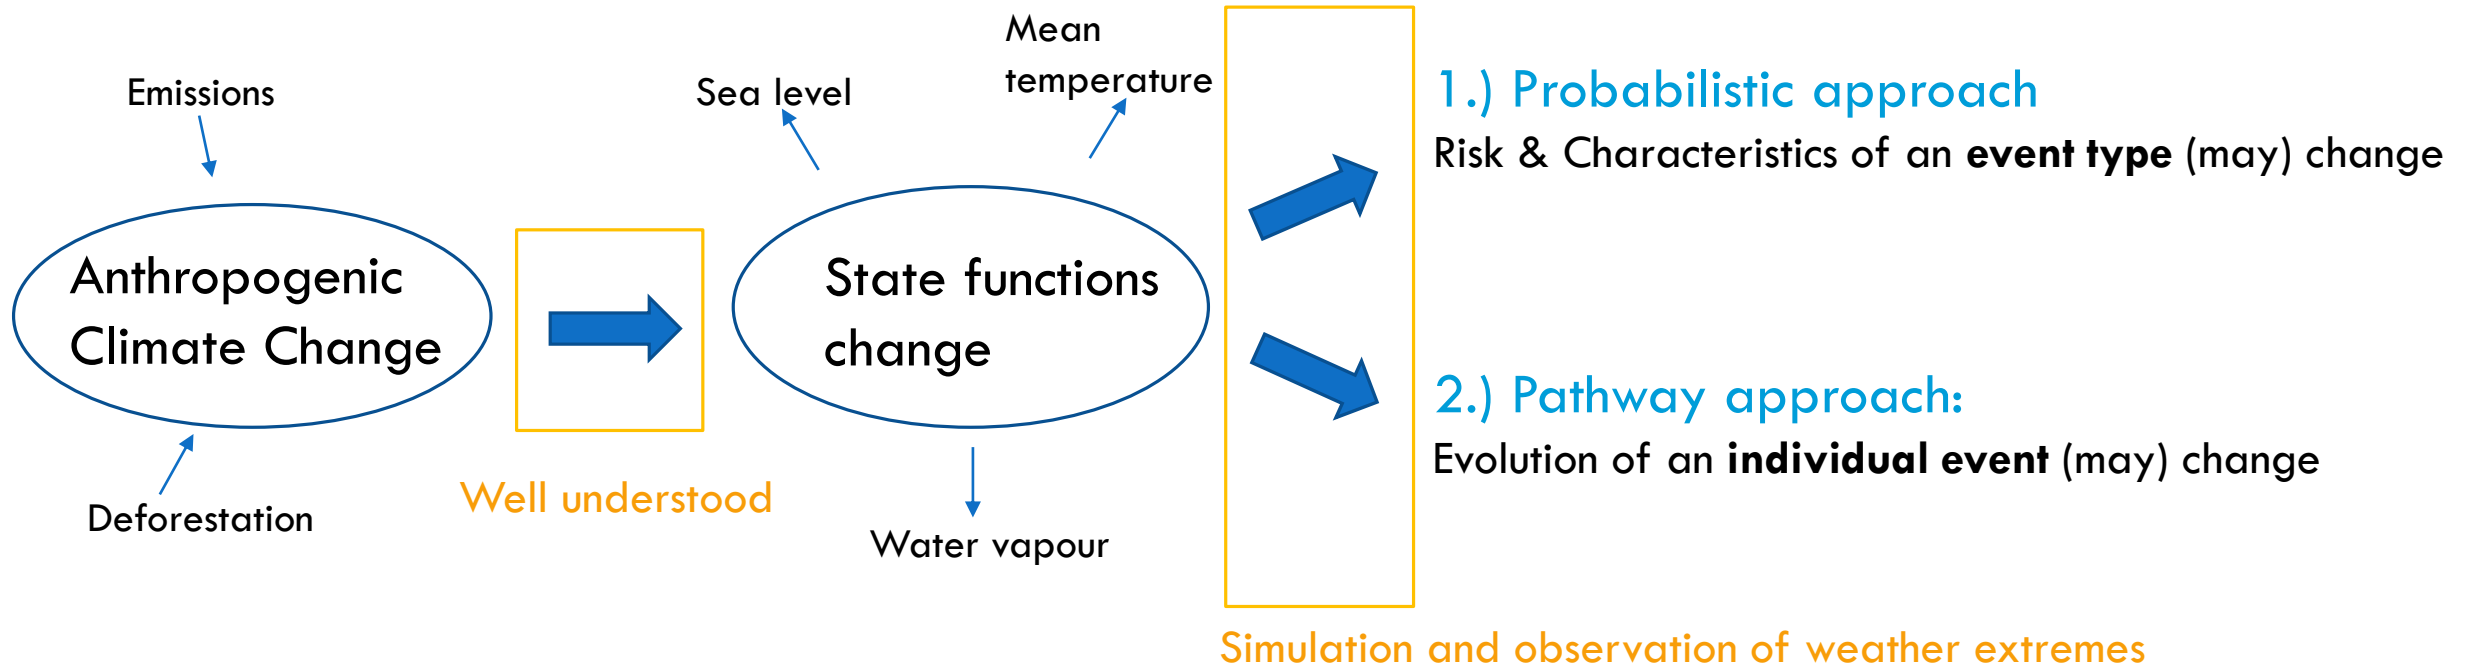 Emissions
Anthropogenic
Climate Change
Deforestation
Well understood
Sea level
Mean
temperature
State functions
change
Water vapour
1.) Probabilistic approach
Risk & Characteristics of an event type (may) change
2.) Pathway approach:
Evolution of an individual event (may) change
Simulation and observation of weather extremes